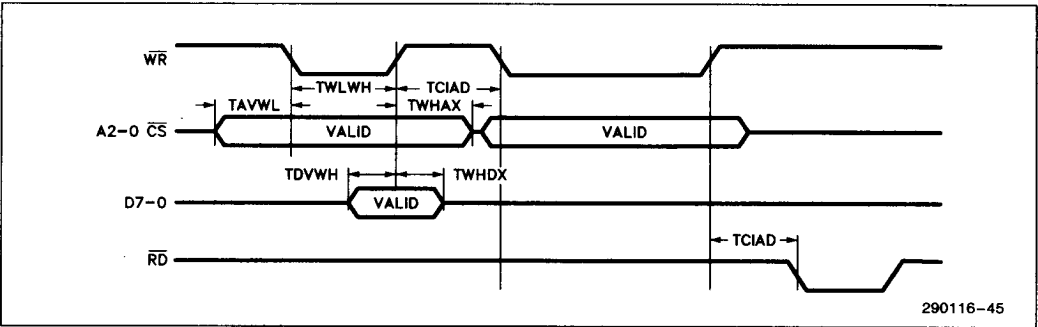 WR
TWLWH TCIAD
TAVWL TWHAX
A2-0 CS VALID VALID
TDVWH TWHDX
D7-0 VALID
TCIAD
RD
290116-45